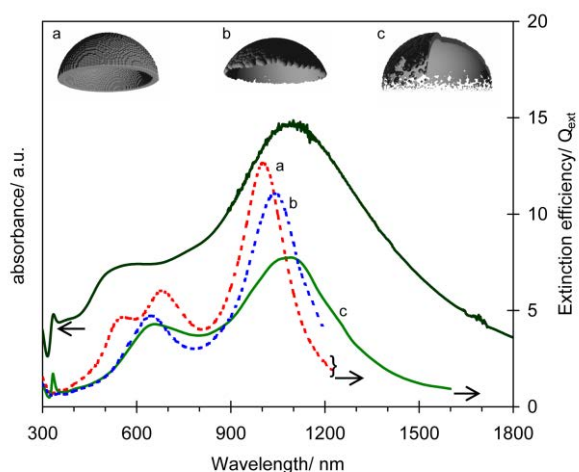 a b c
20
15
10
5
0
absorbance/ a.u.
Extinction efficiency/ Qext
a
b
c
}
300 600 900 1200 1500 1800
Wavelength/ nm